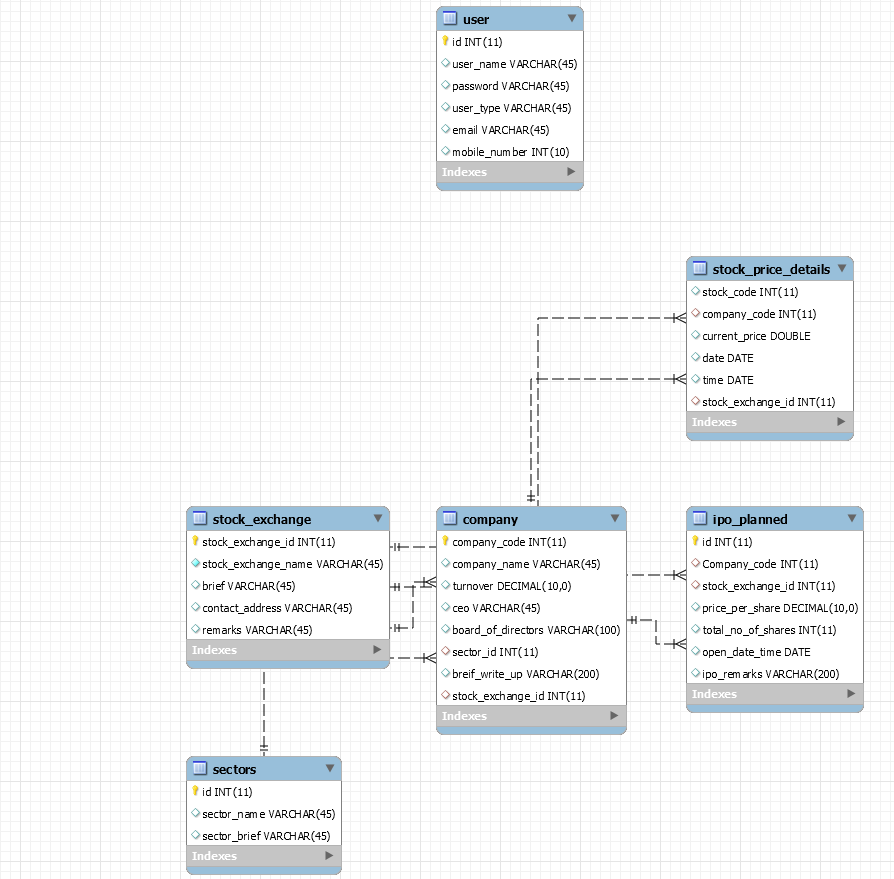 user
id INT(11)
user_name VARCHAR(45)
password VARCHAR(45)
user_type VARCHAR(45)
email VARCHAR(45)
mobile_number INT(10)
Indexes
stock_price_details
stock_code INT(11)
company_code INT(11)
current_price DOUBLE
date DATE
time DATE
stock_exchange_id INT(11)
Indexes
stock_exchange
stock_exchange_id INT(11)
stock_exchange_name VARCHAR(45)
brief VARCHAR(45)
contact_address VARCHAR(45)
remarks VARCHAR(45)
Indexes
company
company_code INT(11)
company_name VARCHAR(45)
turnover DECIMAL(10,0)
ceo VARCHAR(45)
board_of_directors VARCHAR(100)
sector_id INT(11)
breif_write_up VARCHAR(200)
stock_exchange_id INT(11)
Indexes
ipo_planned
id INT(11)
Company_code INT(11)
stock_exchange_id INT(11)
price_per_share DECIMAL(10,0)
total_no_of_shares INT(11)
open_date_time DATE
ipo_remarks VARCHAR(200)
Indexes
sectors
id INT(11)
sector_name VARCHAR(45)
sector_brief VARCHAR(45)
Indexes